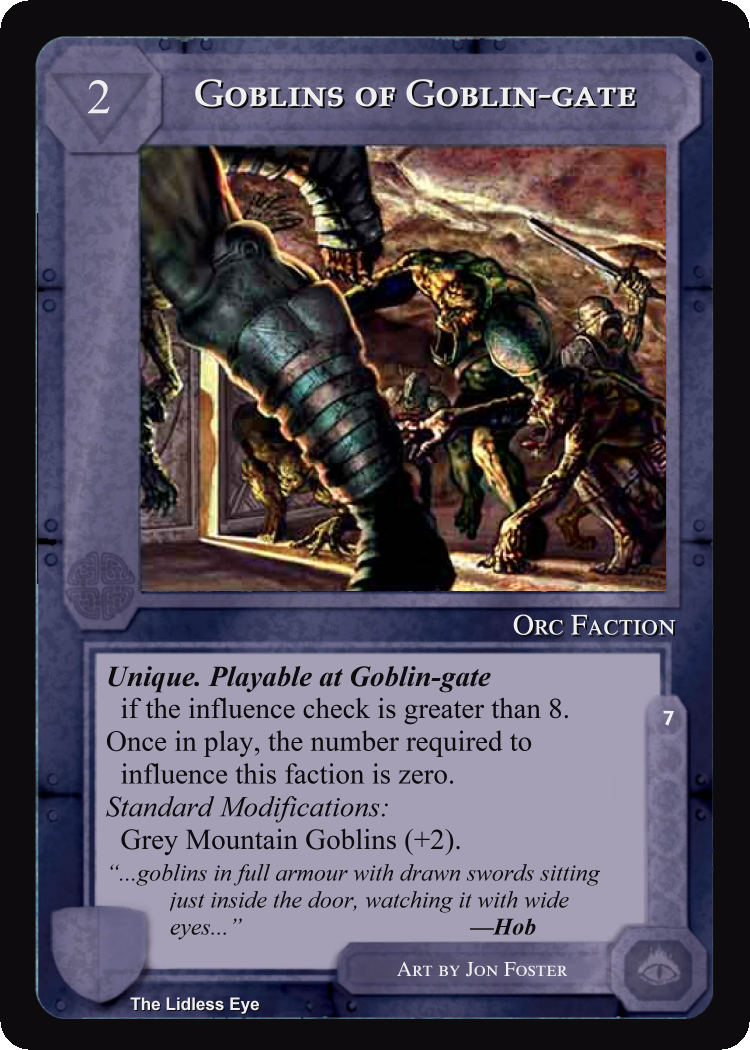 2
Goblins of Goblin-gate
Orc Faction
Unique. Playable at Goblin-gate
if the influence check is greater than 8.
Once in play, the number required to
influence this faction is zero.
Standard Modifications:
Grey Mountain Goblins (+2).
“...goblins in full armour with drawn swords sitting
just inside the door, watching it with wide
eyes...” —Hob
7
Art by Jon Foster
The Lidless Eye